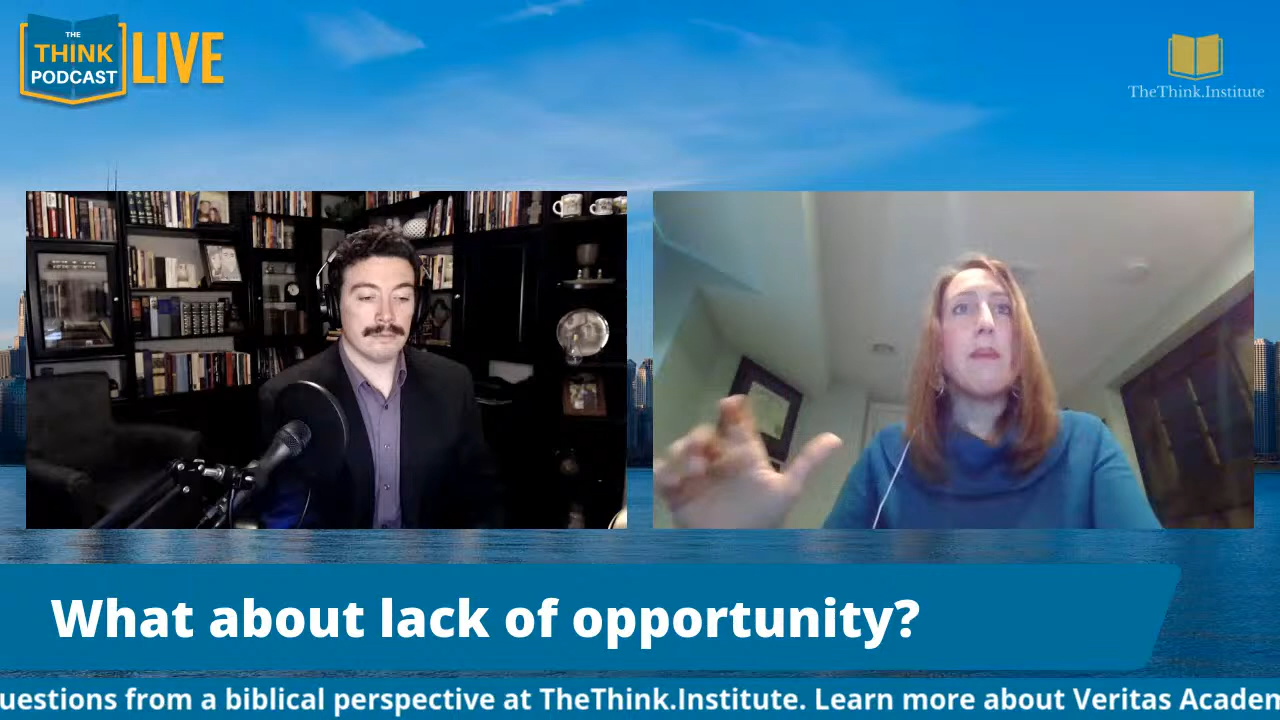 THE
THINK
PODCAST
LIVE
TheThink.Institute
What about lack of opportunity?
uestions from a biblical perspective at TheThink.Institute. Learn more about Veritas Academ